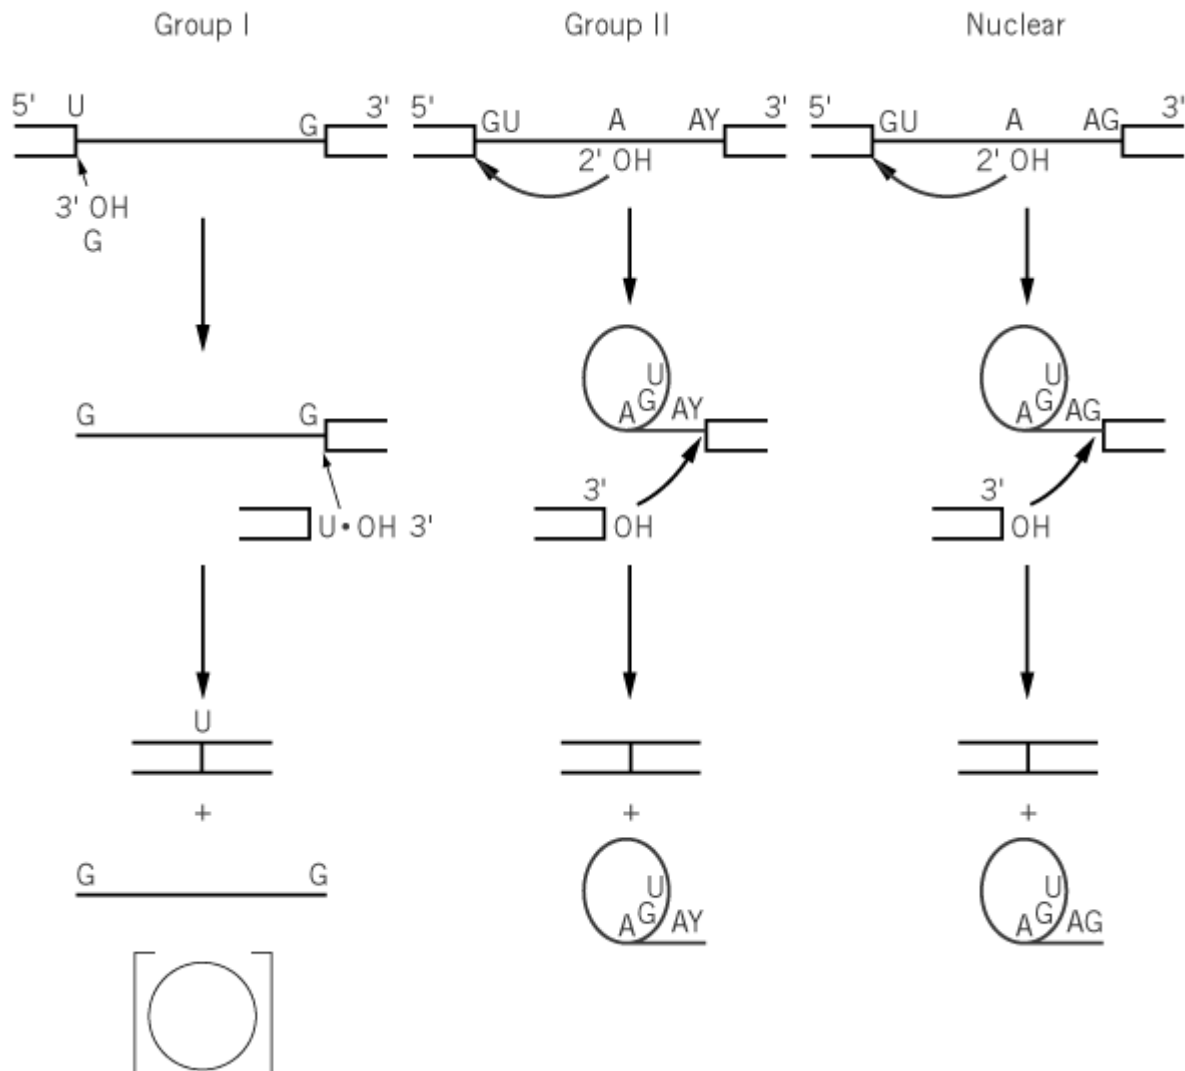 Group I
Group II
Nuclear
5' U G 3'
3' OH
G
5' GU A AY 3'
2' OH
5' GU A AG 3'
2' OH
G G
U • OH 3'
U
G
A AY
3'
OH
U
G
A AG
3'
OH
U
+
G G
+
U
G
A AY
+
U
G
A AG